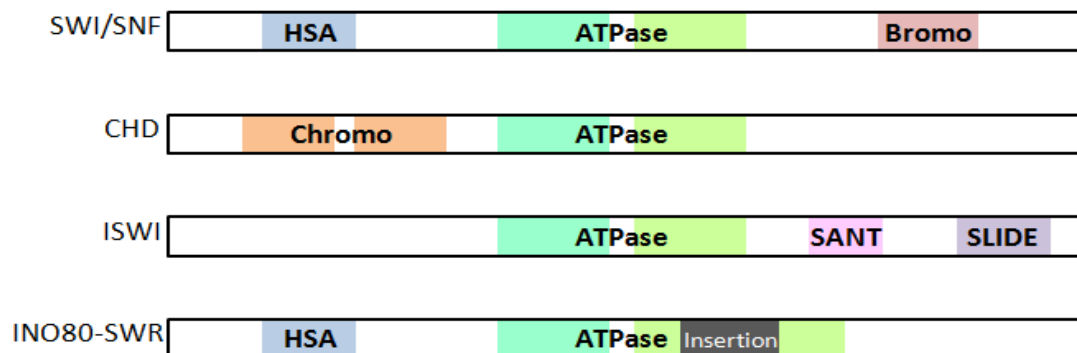 SWI/SNF HSA ATPase Bromo
CHD Chromo ATPase
ISWI ATPase SANT SLIDE
INO80-SWR HSA ATPase Insertion